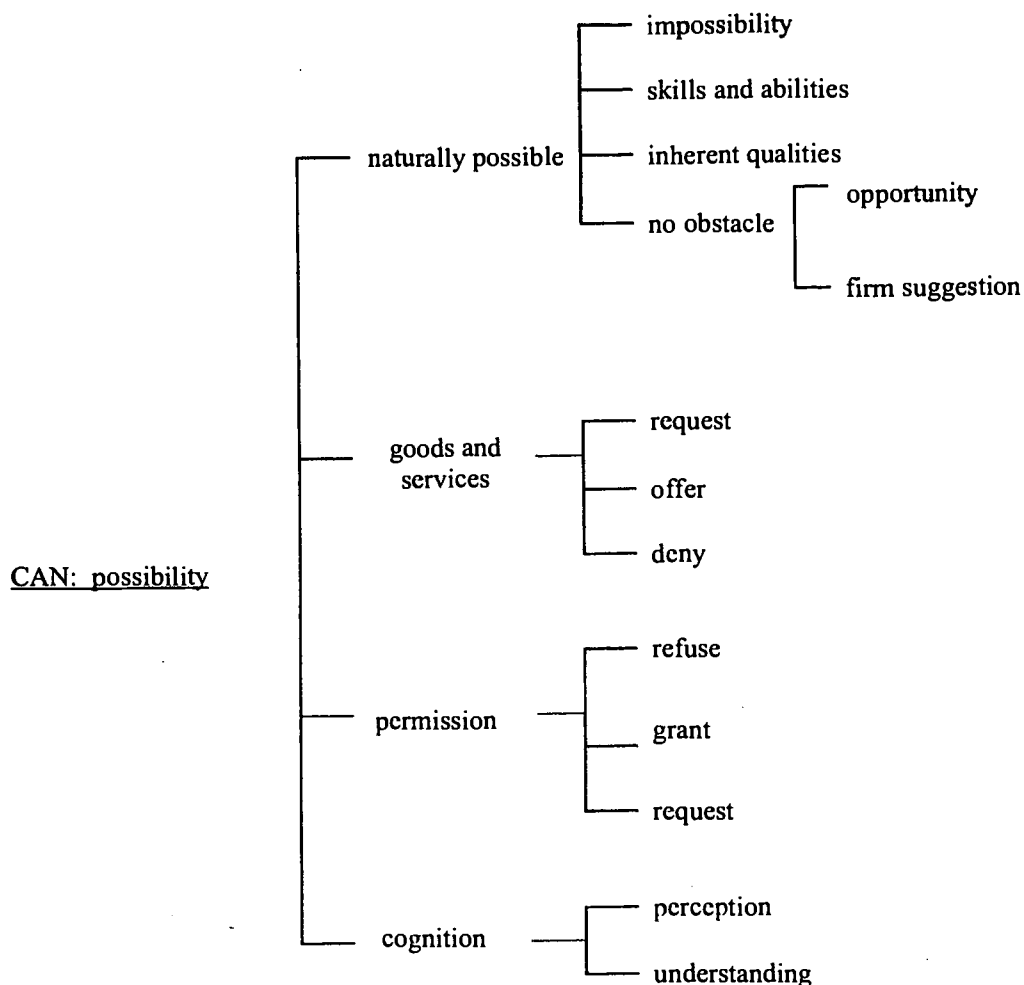 impossibility
skills and abilities
naturally possible
inherent qualities
opportunity
no obstacle
firm suggestion
request
goods and
services
offer
deny
CAN: possibility
refuse
permission
grant
request
perception
cognition
understanding